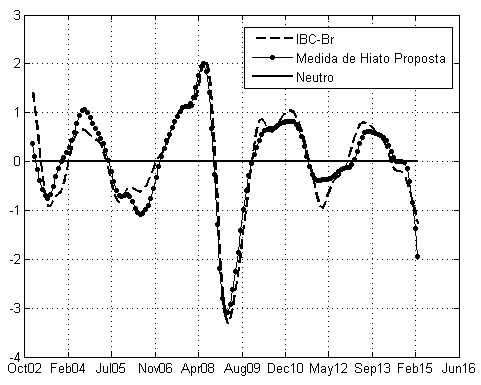 3
2
1
0
-1
-2
-3
-4
IBC-Br
Medida de Hiato Proposta
Neutro
Oct02 Feb04 Jul05 Nov06 Apr08 Aug09 Dec10 May12 Sep13 Feb15 Jun16